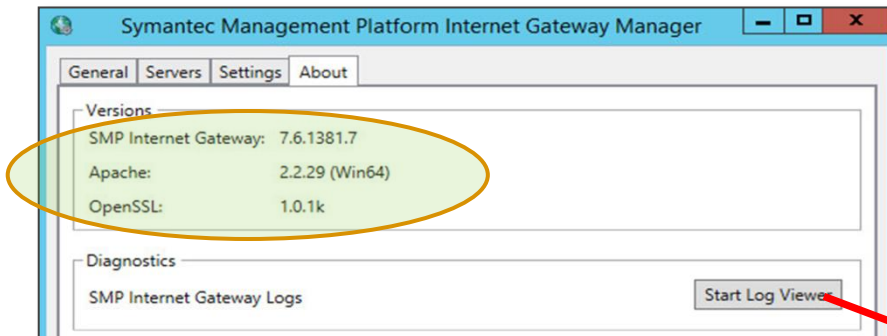 Symantec Management Platform Internet Gateway Manager
General Servers Settings About
Versions
SMP Internet Gateway: 7.6.1381.7
Apache: 2.2.29 (Win64)
OpenSSL: 1.0.1k
Diagnostics
SMP Internet Gateway Logs Start Log Viewer